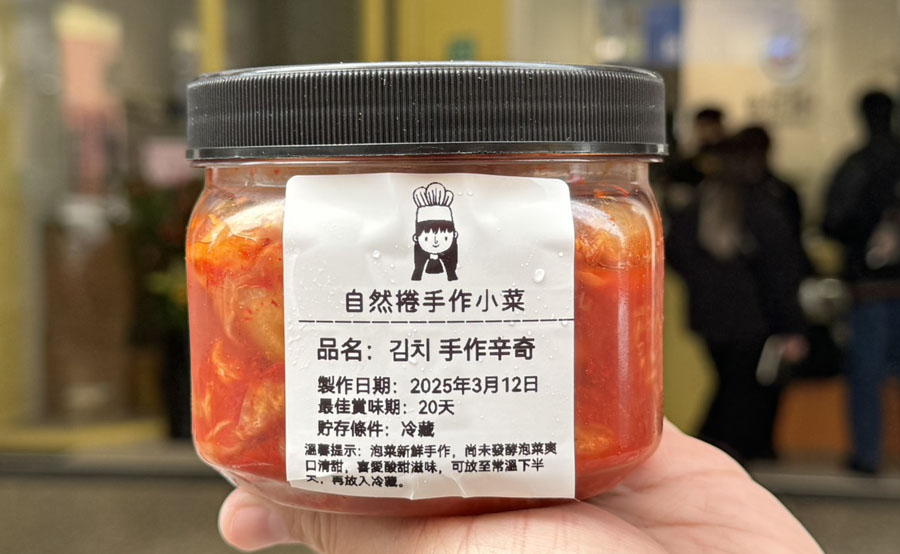 自然捲手作小菜
品名：김치 手作辛奇
製作日期：2025年3月12日
最佳賞味期：20天
貯存條件：冷藏
溫馨提示：泡菜新鮮手作，尚未發酵泡菜爽
口清甜，喜愛酸甜滋味，可放至常溫下半
天，再放入冷藏。